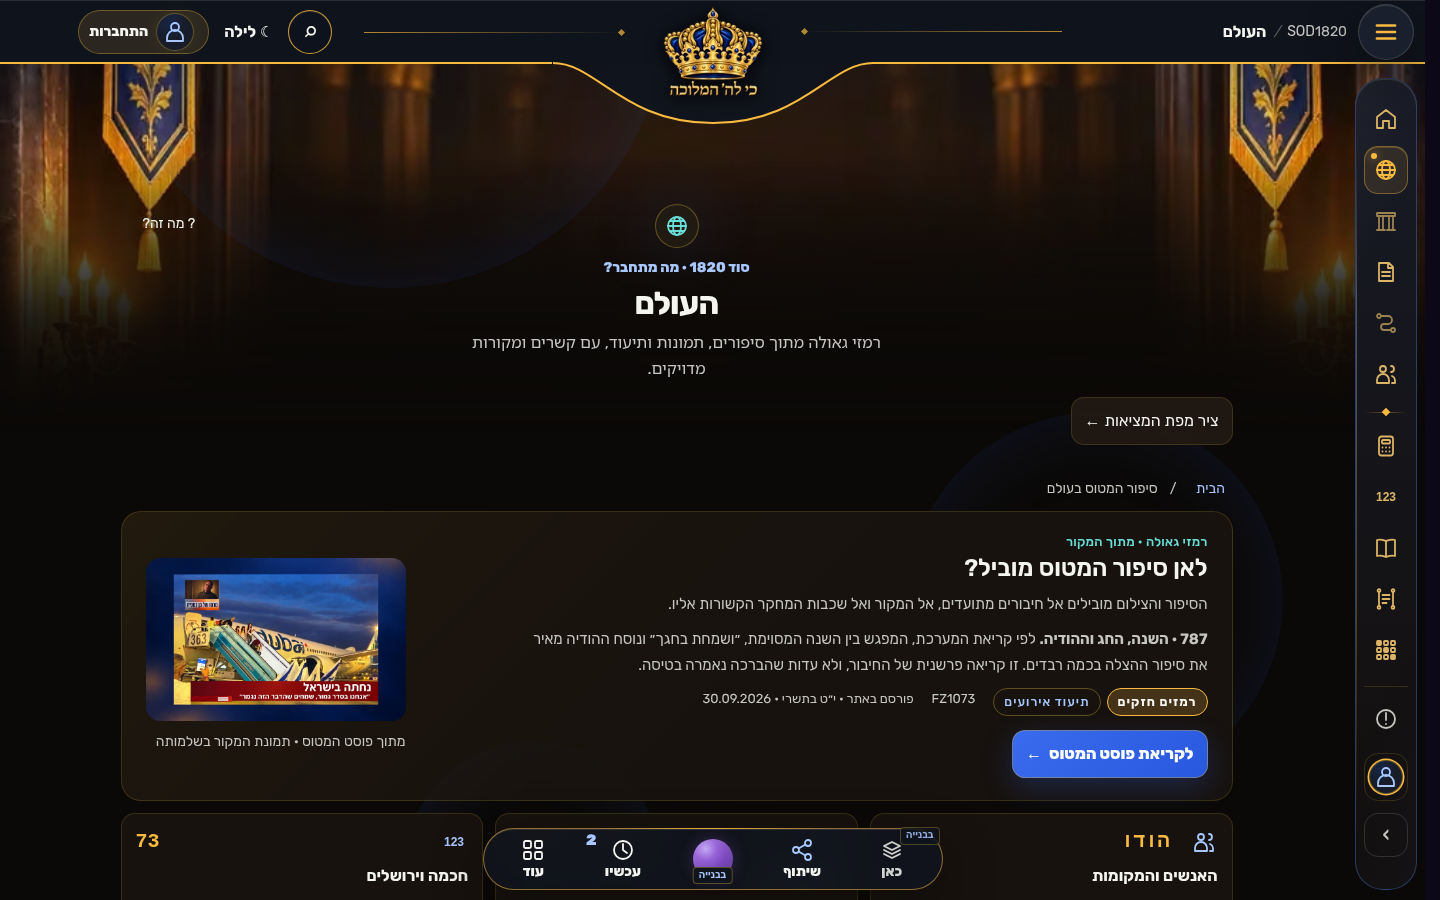 SOD1820 / העולם
כי לה' המלוכה
לילה
התחברות
? מה זה?
סוד 1820 • מה מתחבר?
העולם
רמזי גאולה מתוך סיפורים, תמונות ותיעוד, עם קשרים ומקורות
מדויקים.
ציר מפת המציאות ←
הבית / סיפור המטוס בעולם
רמזי גאולה • מתוך המקור
לאן סיפור המטוס מוביל?
הסיפור והצילום מובילים אל חיבורים מתועדים, אל המקור ואל שכבות המחקר הקשורות אליו.
787 • השנה, החג וההודיה. לפי קריאת המערכת, המפגש בין השנה המסוימת, ״ושמחת בחגך״ ונוסח ההודיה מאיר
את סיפור ההצלה בכמה רבדים. זו קריאה פרשנית של החיבור, ולא עדות שהברכה נאמרה בטיסה.
רמזים חזקים תיעוד אירועים FZ1073 פורסם באתר • י״ט בתשרי • 30.09.2026
לקריאת פוסט המטוס ←
363
נחתה בישראל
מתוך פוסט המטוס • תמונת המקור בשלמותה
הודו
האנשים והמקומות
123 73
חכמה וירושלים
בבנייה
כאן
שיתוף
בבנייה
2
עכשיו
עוד
123